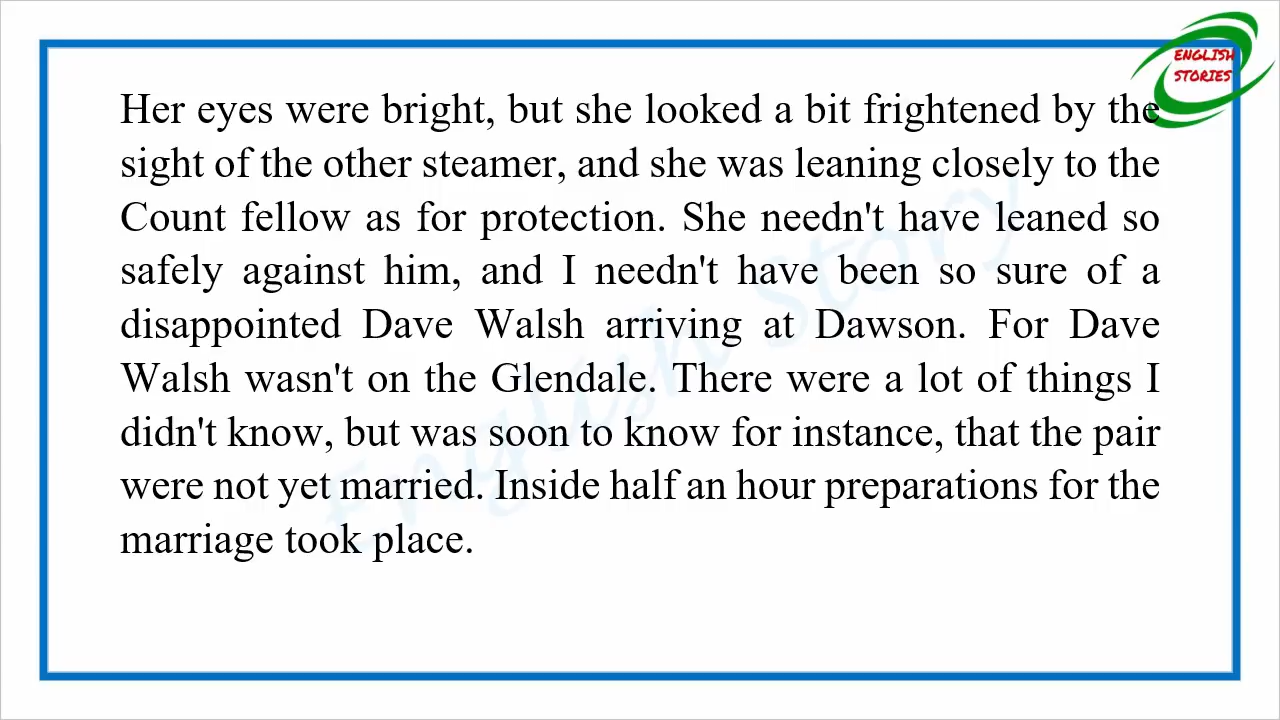 ENGLISH
STORIES
Her eyes were bright, but she looked a bit frightened by the
sight of the other steamer, and she was leaning closely to the
Count fellow as for protection. She needn't have leaned so
safely against him, and I needn't have been so sure of a
disappointed Dave Walsh arriving at Dawson. For Dave
Walsh wasn't on the Glendale. There were a lot of things I
didn't know, but was soon to know for instance, that the pair
were not yet married. Inside half an hour preparations for the
marriage took place.
English Story